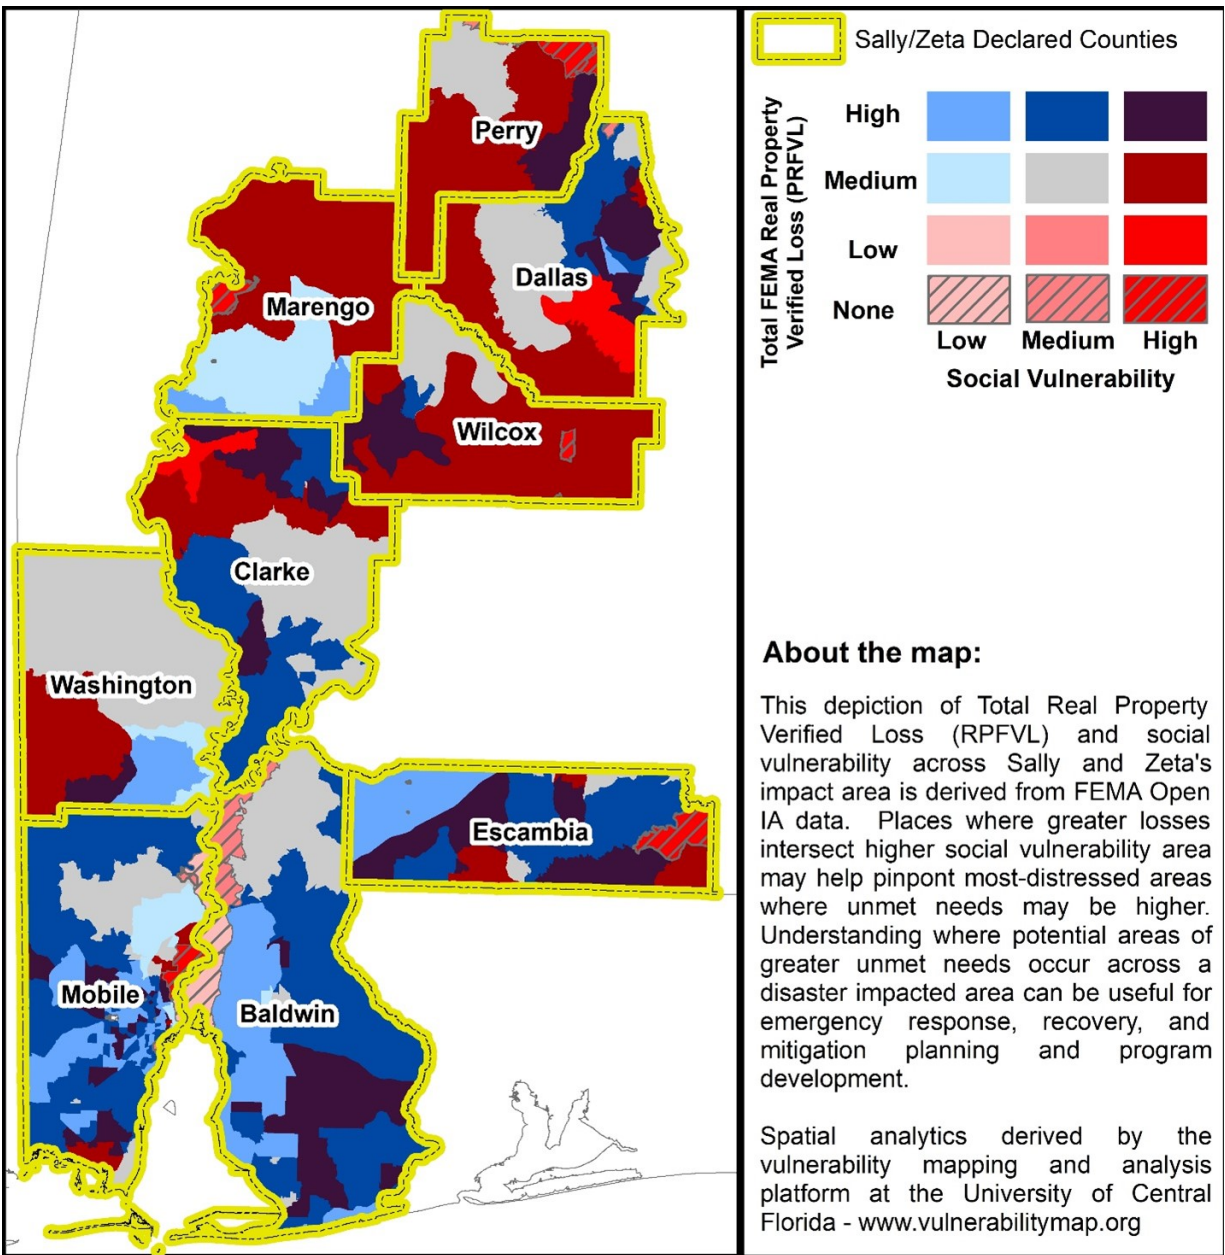 Perry
Dallas
Marengo
Wilcox
Clarke
Washington
Escambia
Mobile
Baldwin
Sally/Zeta Declared Counties
Total FEMA Real Property
Verified Loss (PRFVL)
High
Medium
Low
None
Low Medium High
Social Vulnerability
About the map:
This depiction of Total Real Property
Verified Loss (RPFVL) and social
vulnerability across Sally and Zeta's
impact area is derived from FEMA Open
IA data. Places where greater losses
intersect higher social vulnerability area
may help pinpont most-distressed areas
where unmet needs may be higher.
Understanding where potential areas of
greater unmet needs occur across a
disaster impacted area can be useful for
emergency response, recovery, and
mitigation planning and program
development.
Spatial analytics derived by the
vulnerability mapping and analysis
platform at the University of Central
Florida - www.vulnerabilitymap.org